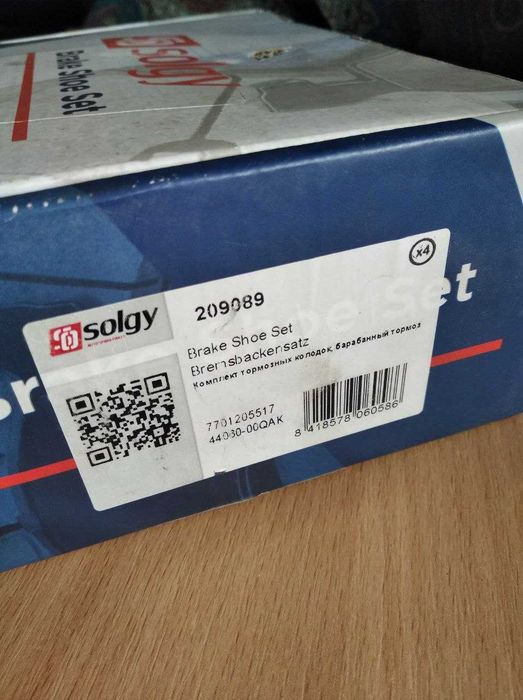 solgy
Brake Shoe Set
x4
solgy
209089
Brake Shoe Set
Bremsbackensatz
Комплект тормозных колодок, барабанный тормоз
7701205517
44060-00QAK
8 418578 060586
Set